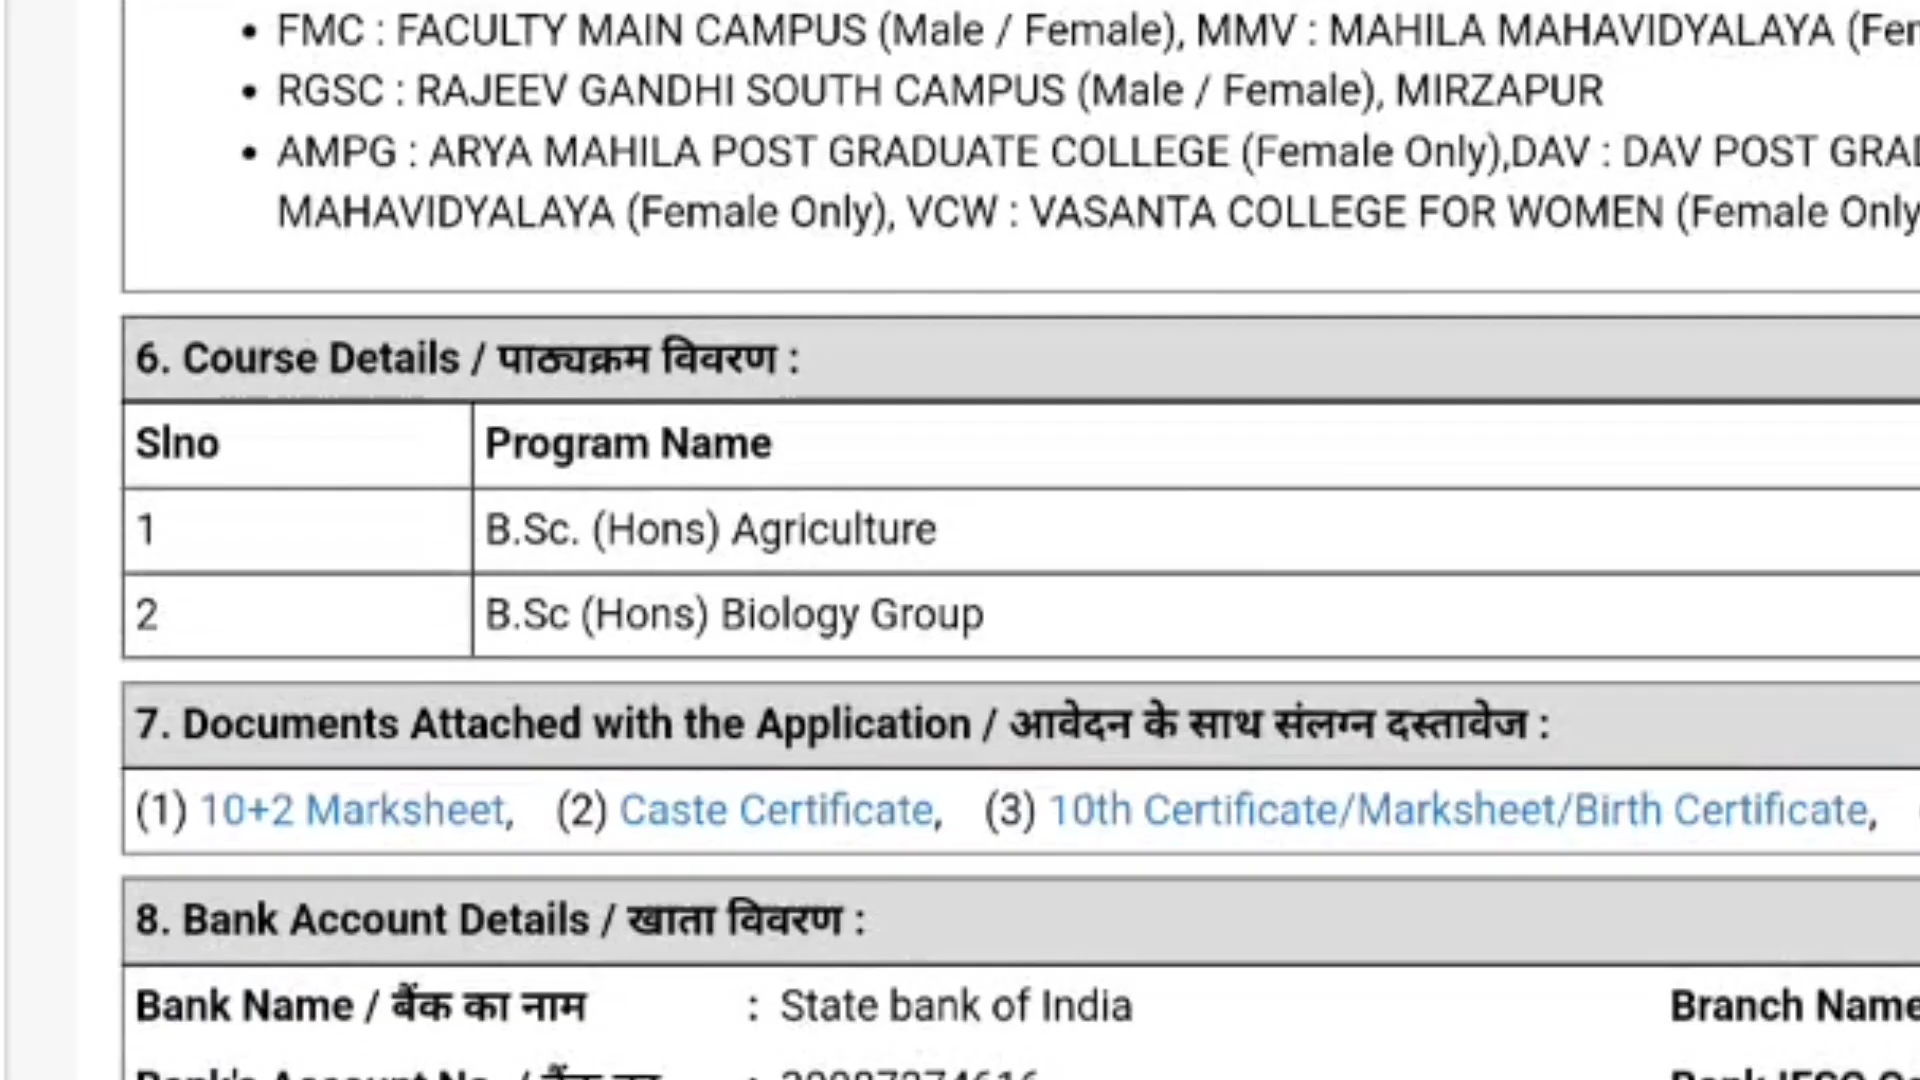 • FMC : FACULTY MAIN CAMPUS (Male / Female), MMV : MAHILA MAHAVIDYALAYA
• RGSC : RAJEEV GANDHI SOUTH CAMPUS (Male / Female), MIRZAPUR
• AMPG : ARYA MAHILA POST GRADUATE COLLEGE (Female Only),DAV : DAV POST
MAHAVIDYALAYA (Female Only), VCW : VASANTA COLLEGE FOR WOMEN (Female Only
6. Course Details / पाठ्यक्रम विवरण :
Slno Program Name
1 B.Sc. (Hons) Agriculture
2 B.Sc (Hons) Biology Group
7. Documents Attached with the Application / आवेदन के साथ संलग्न दस्तावेज :
(1) 10+2 Marksheet, (2) Caste Certificate, (3) 10th Certificate/Marksheet/Birth Certificate,
8. Bank Account Details / खाता विवरण :
Bank Name / बैंक का नाम : State bank of India Branch Name